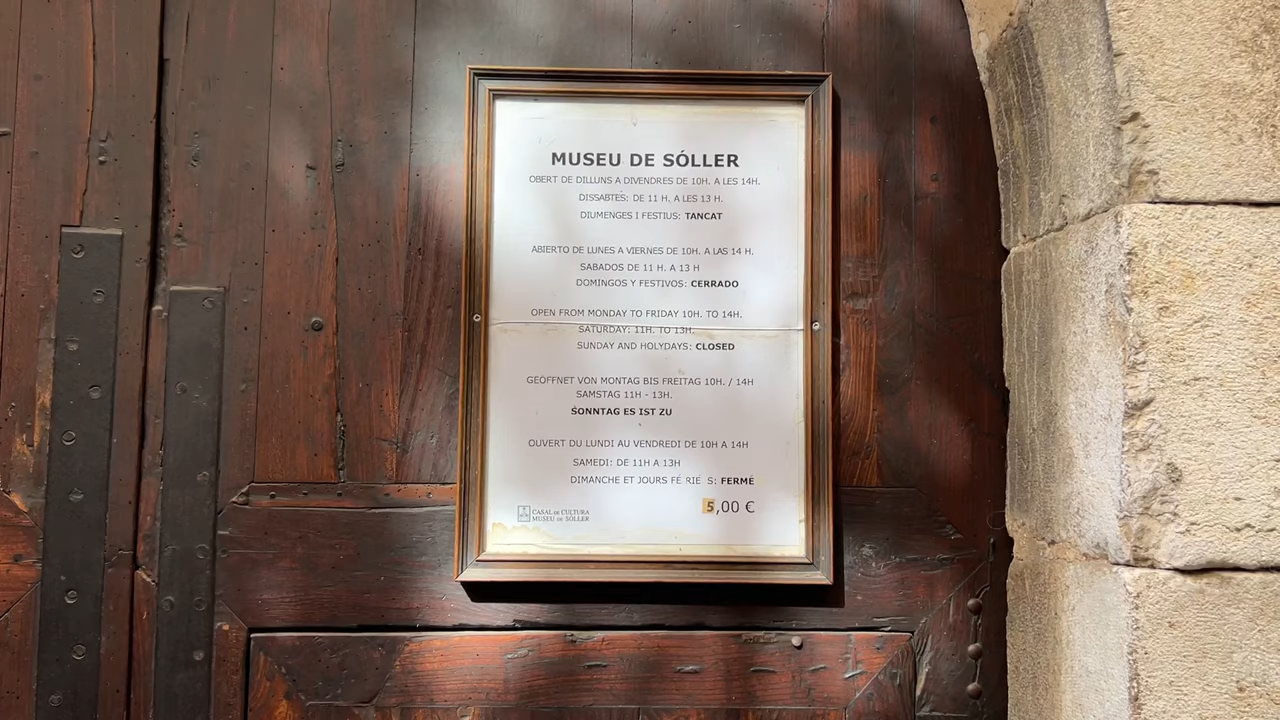 MUSEU DE SÓLLER
OBERT DE DILLUNS A DIVENDRES DE 10H. A LES 14H.
DISSABTES: DE 11 H. A LES 13 H.
DIUMENGES I FESTIUS: TANCAT
ABIERTO DE LUNES A VIERNES DE 10H. A LAS 14 H.
SABADOS DE 11 H. A 13 H
DOMINGOS Y FESTIVOS: CERRADO
OPEN FROM MONDAY TO FRIDAY 10H. TO 14H.
SATURDAY: 11H. TO 13H.
SUNDAY AND HOLYDAYS: CLOSED
GEÖFFNET VON MONTAG BIS FREITAG 10H. / 14H
SAMSTAG 11H - 13H.
SONNTAG ES IST ZU
OUVERT DU LUNDI AU VENDREDI DE 10H A 14H
SAMEDI: DE 11H A 13H
DIMANCHE ET JOURS FÉ RIÉ S: FERMÉ
5,00 €
CASAL DE CULTURA
MUSEU DE SÓLLER